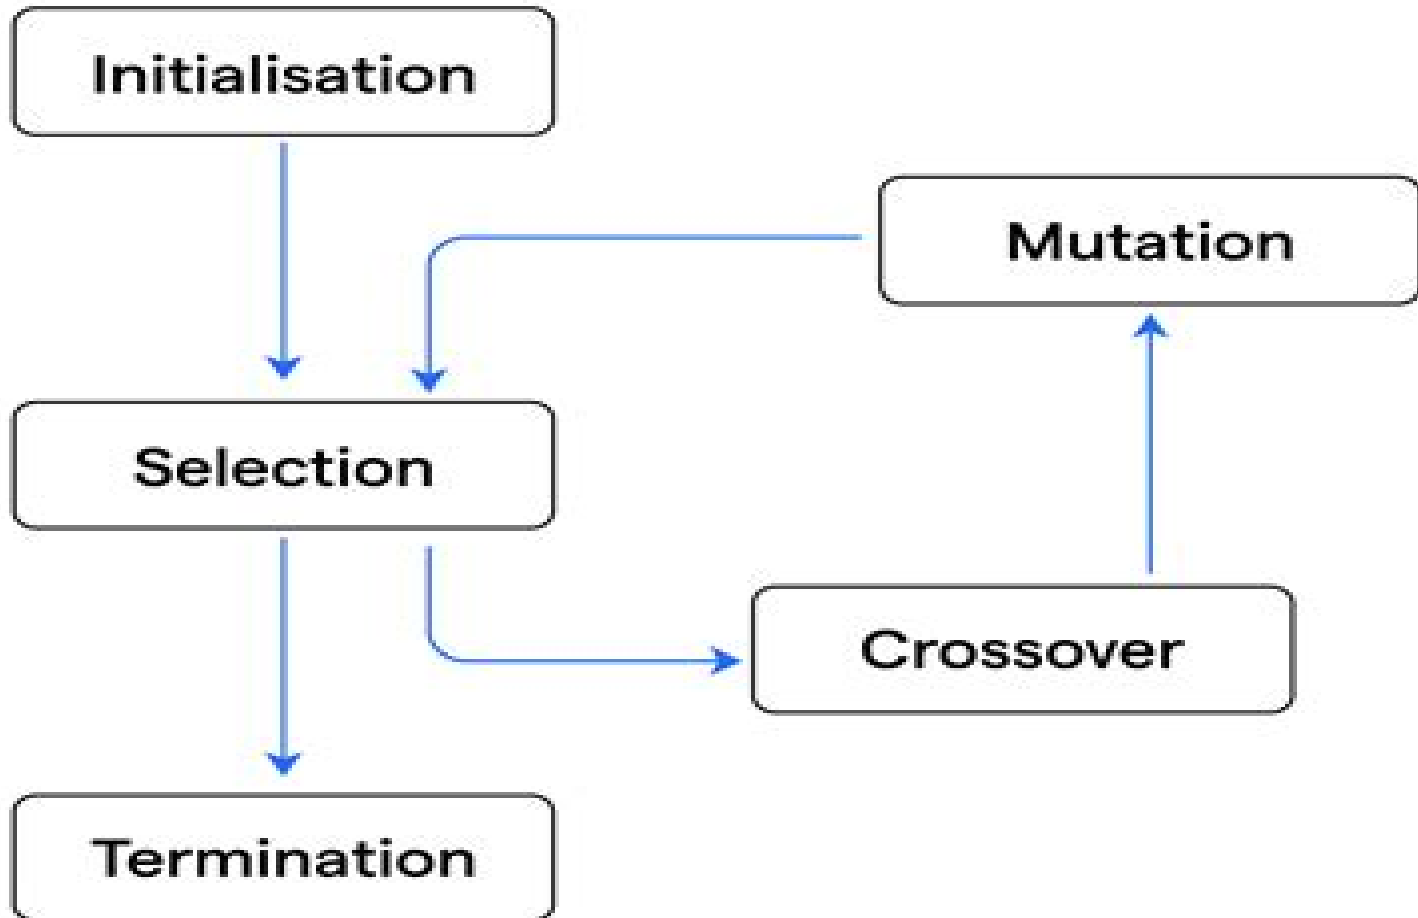 Initialisation
Mutation
Selection
Crossover
Termination